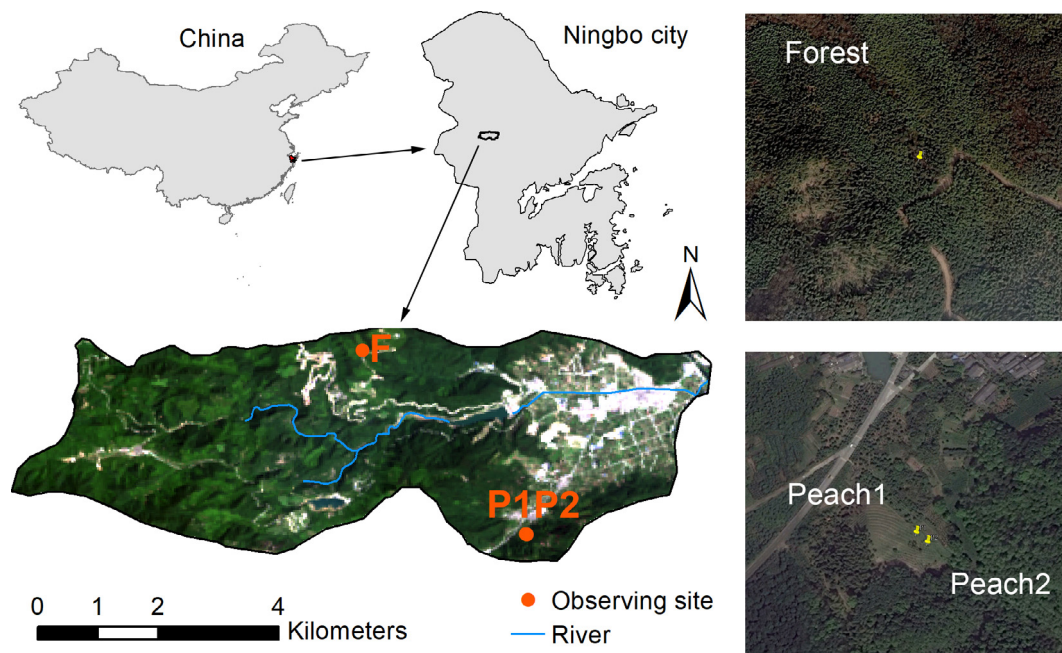 China
Ningbo city
N
F
P1P2
0 1 2 4
Kilometers
Observing site
River
Forest
Peach1
Peach2